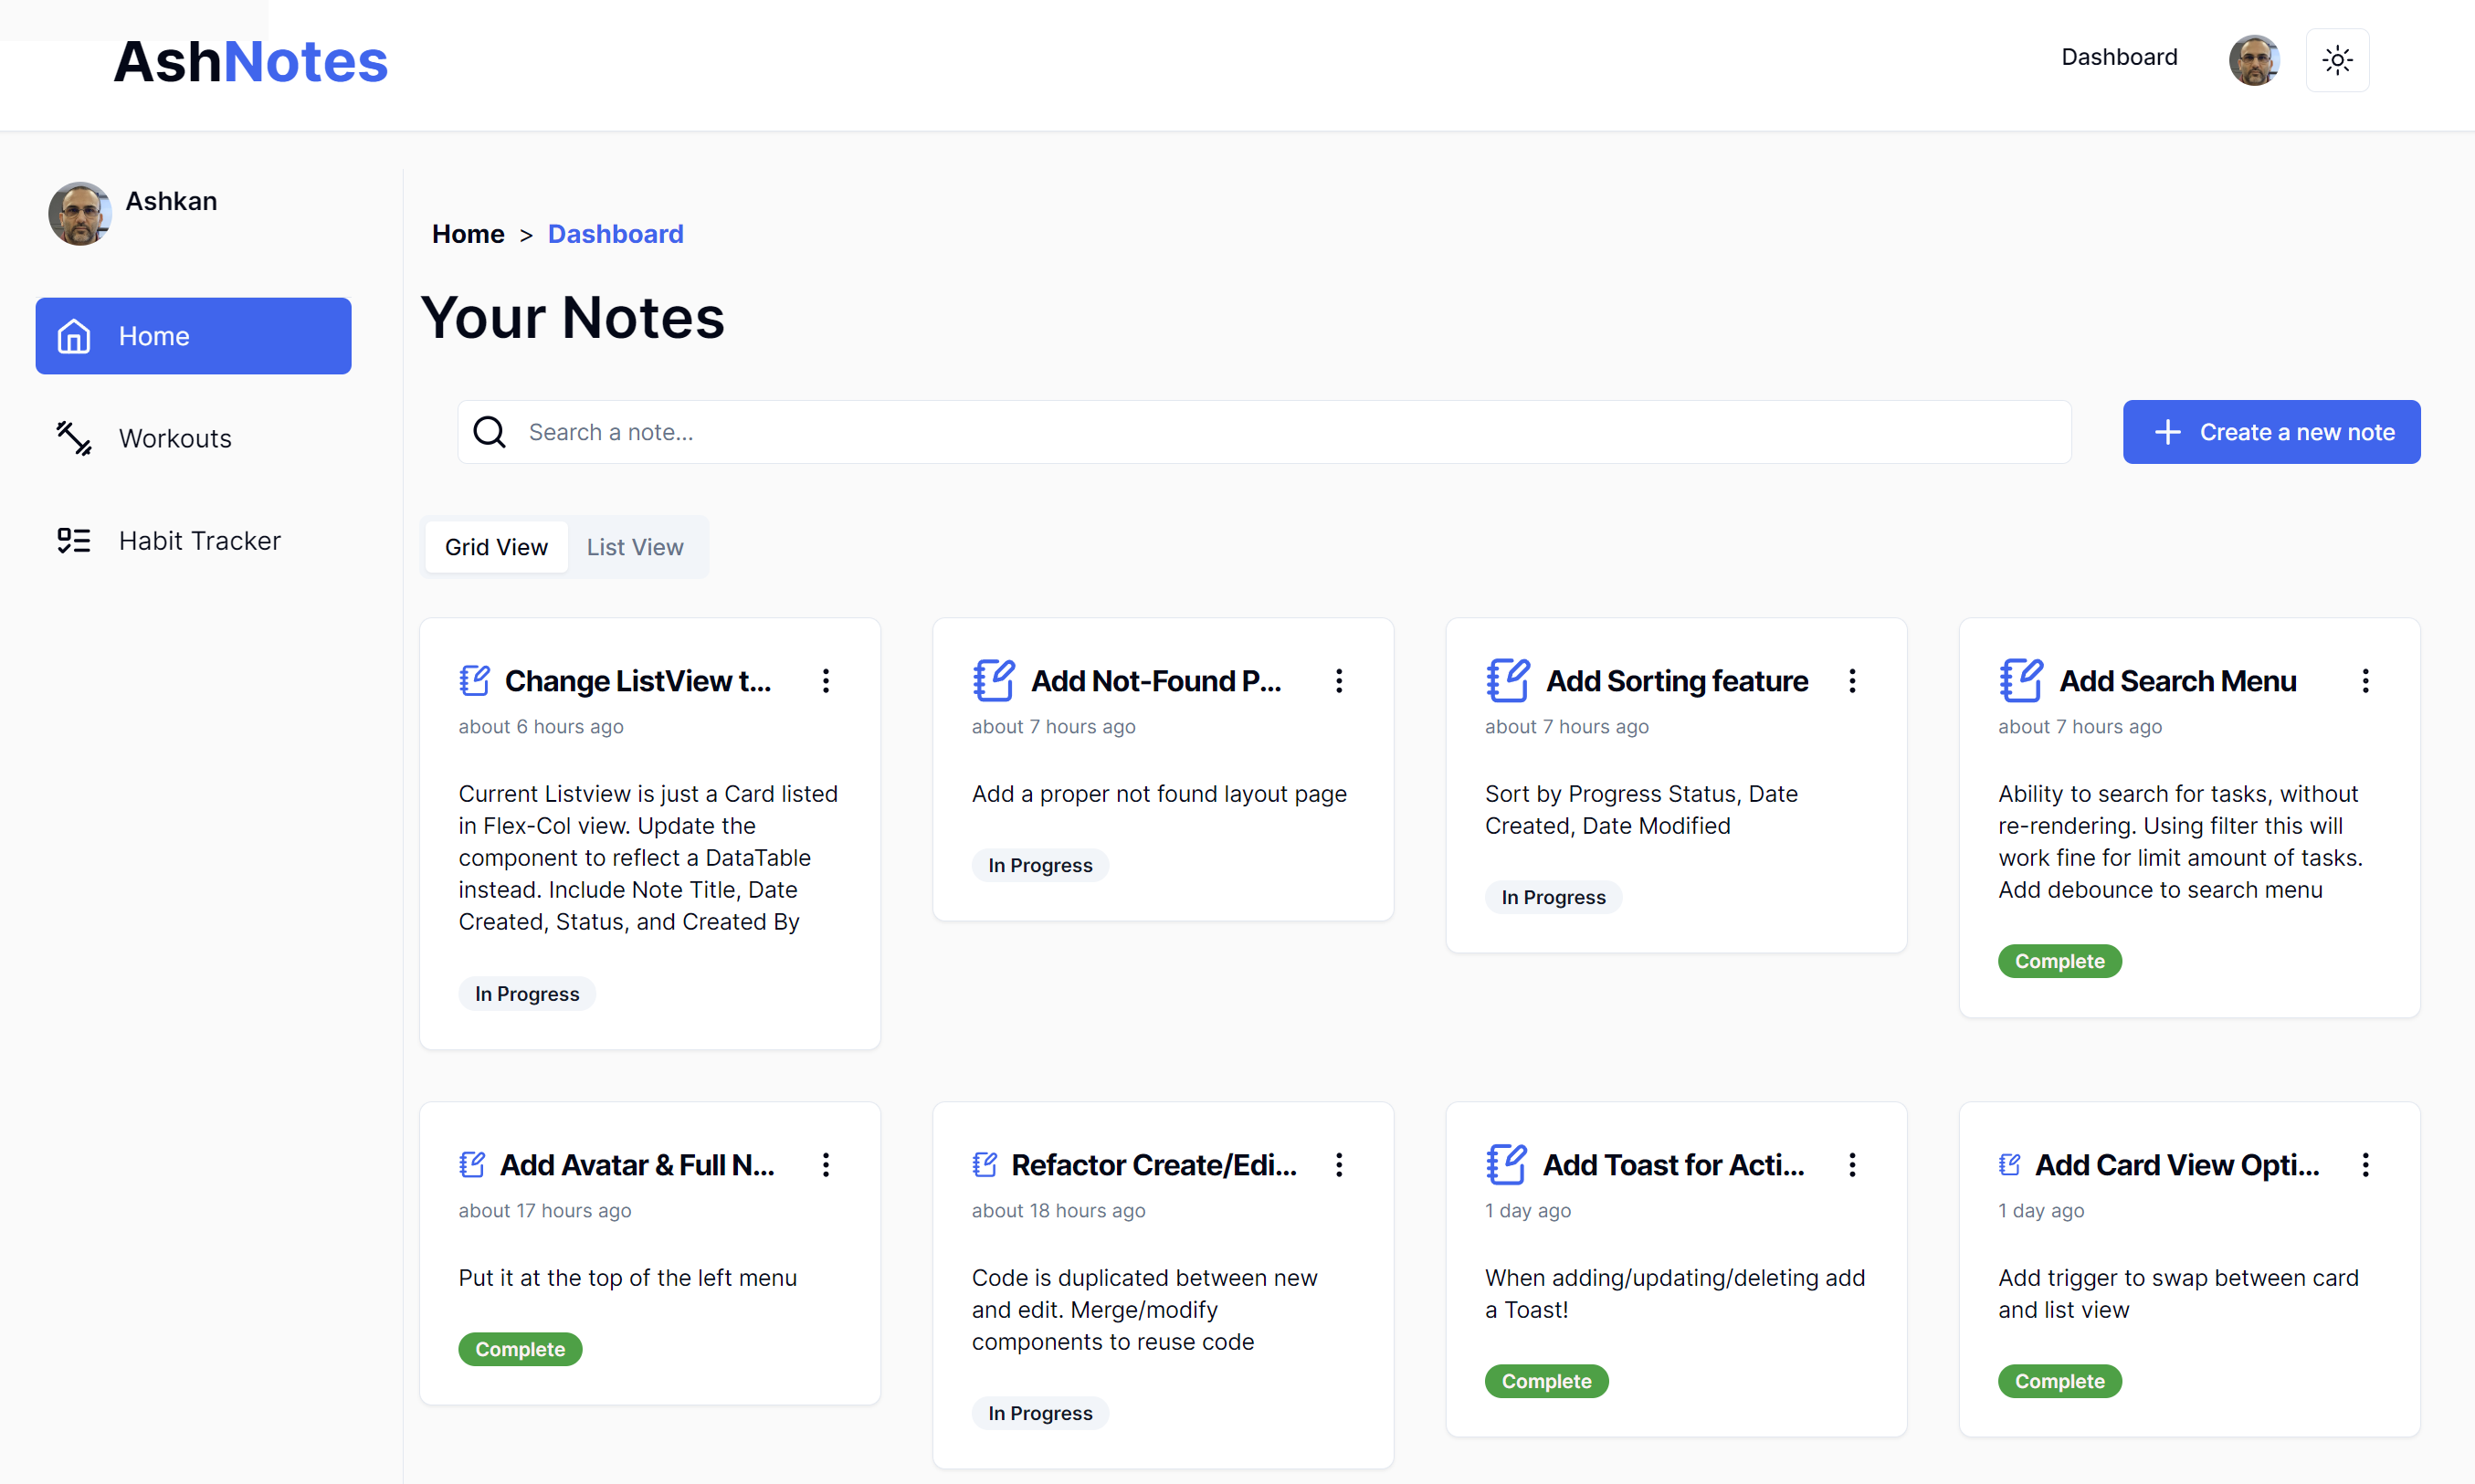 AshNotes
Dashboard
Ashkan
Home
Workouts
Habit Tracker
Home > Dashboard
Your Notes
Search a note...
Create a new note
Grid View
List View
Change ListView t...
about 6 hours ago
Current Listview is just a Card listed
in Flex-Col view. Update the
component to reflect a DataTable
instead. Include Note Title, Date
Created, Status, and Created By
In Progress
Add Not-Found P...
about 7 hours ago
Add a proper not found layout page
In Progress
Add Sorting feature
about 7 hours ago
Sort by Progress Status, Date
Created, Date Modified
In Progress
Add Search Menu
about 7 hours ago
Ability to search for tasks, without
re-rendering. Using filter this will
work fine for limit amount of tasks.
Add debounce to search menu
Complete
Add Avatar & Full N...
about 17 hours ago
Put it at the top of the left menu
Complete
Refactor Create/Edi...
about 18 hours ago
Code is duplicated between new
and edit. Merge/modify
components to reuse code
In Progress
Add Toast for Acti...
1 day ago
When adding/updating/deleting add
a Toast!
Complete
Add Card View Opti...
1 day ago
Add trigger to swap between card
and list view
Complete